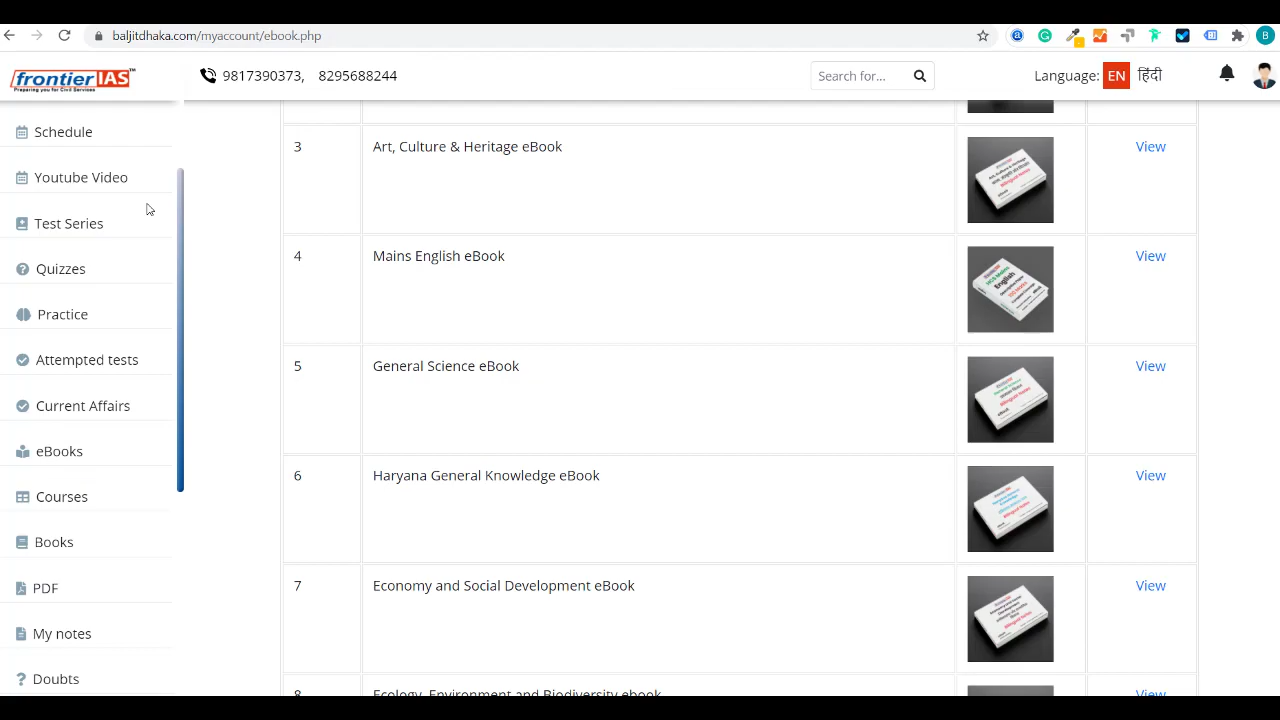 baljitdhaka.com/myaccount/ebook.php
B
frontierIAS
Preparing you for Civil Services
9817390373, 8295688244
Search for...
Language: EN हिंदी
Schedule
Youtube Video
Test Series
Quizzes
Practice
Attempted tests
Current Affairs
eBooks
Courses
Books
PDF
My notes
Doubts
3 Art, Culture & Heritage eBook View
4 Mains English eBook View
5 General Science eBook View
6 Haryana General Knowledge eBook View
7 Economy and Social Development eBook View
8 Ecology, Environment and Biodiversity ebook View